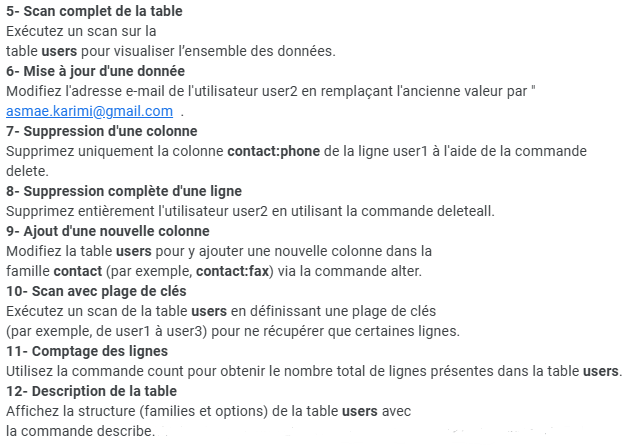 5- Scan complet de la table
Exécutez un scan sur la
table users pour visualiser l'ensemble des données.
6- Mise à jour d'une donnée
Modifiez l'adresse e-mail de l'utilisateur user2 en remplaçant l'ancienne valeur par "
asmae.karimi@gmail.com .
7- Suppression d'une colonne
Supprimez uniquement la colonne contact:phone de la ligne user1 à l'aide de la commande
delete.
8- Suppression complète d'une ligne
Supprimez entièrement l'utilisateur user2 en utilisant la commande deleteall.
9- Ajout d'une nouvelle colonne
Modifiez la table users pour y ajouter une nouvelle colonne dans la
famille contact (par exemple, contact:fax) via la commande alter.
10- Scan avec plage de clés
Exécutez un scan de la table users en définissant une plage de clés
(par exemple, de user1 à user3) pour ne récupérer que certaines lignes.
11- Comptage des lignes
Utilisez la commande count pour obtenir le nombre total de lignes présentes dans la table users.
12- Description de la table
Affichez la structure (familles et options) de la table users avec
la commande describe.